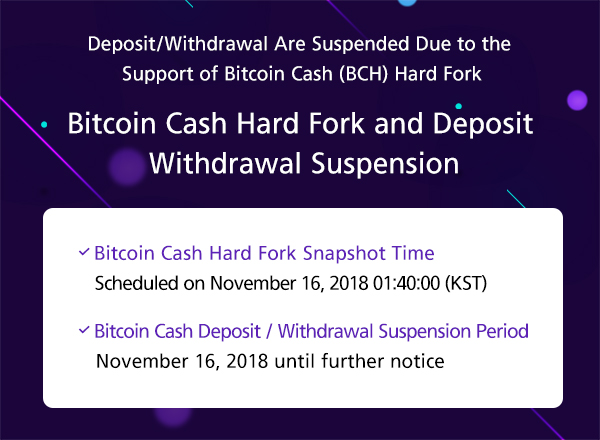 Deposit/Withdrawal Are Suspended Due to the
Support of Bitcoin Cash (BCH) Hard Fork
Bitcoin Cash Hard Fork and Deposit
Withdrawal Suspension
Bitcoin Cash Hard Fork Snapshot Time
Scheduled on November 16, 2018 01:40:00 (KST)
Bitcoin Cash Deposit / Withdrawal Suspension Period
November 16, 2018 until further notice